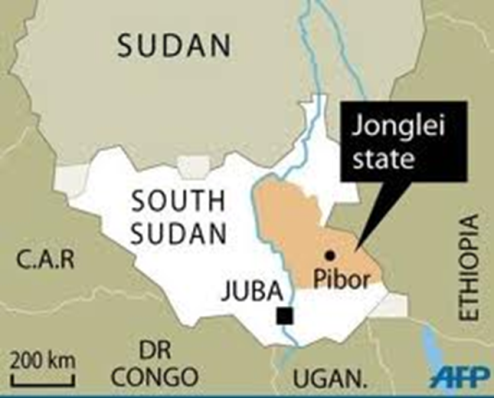 SUDAN
Jonglei
state
SOUTH
SUDAN
C.A.R
ETHIOPIA
Pibor
JUBA
200 km
DR
CONGO
UGAN.
AFP